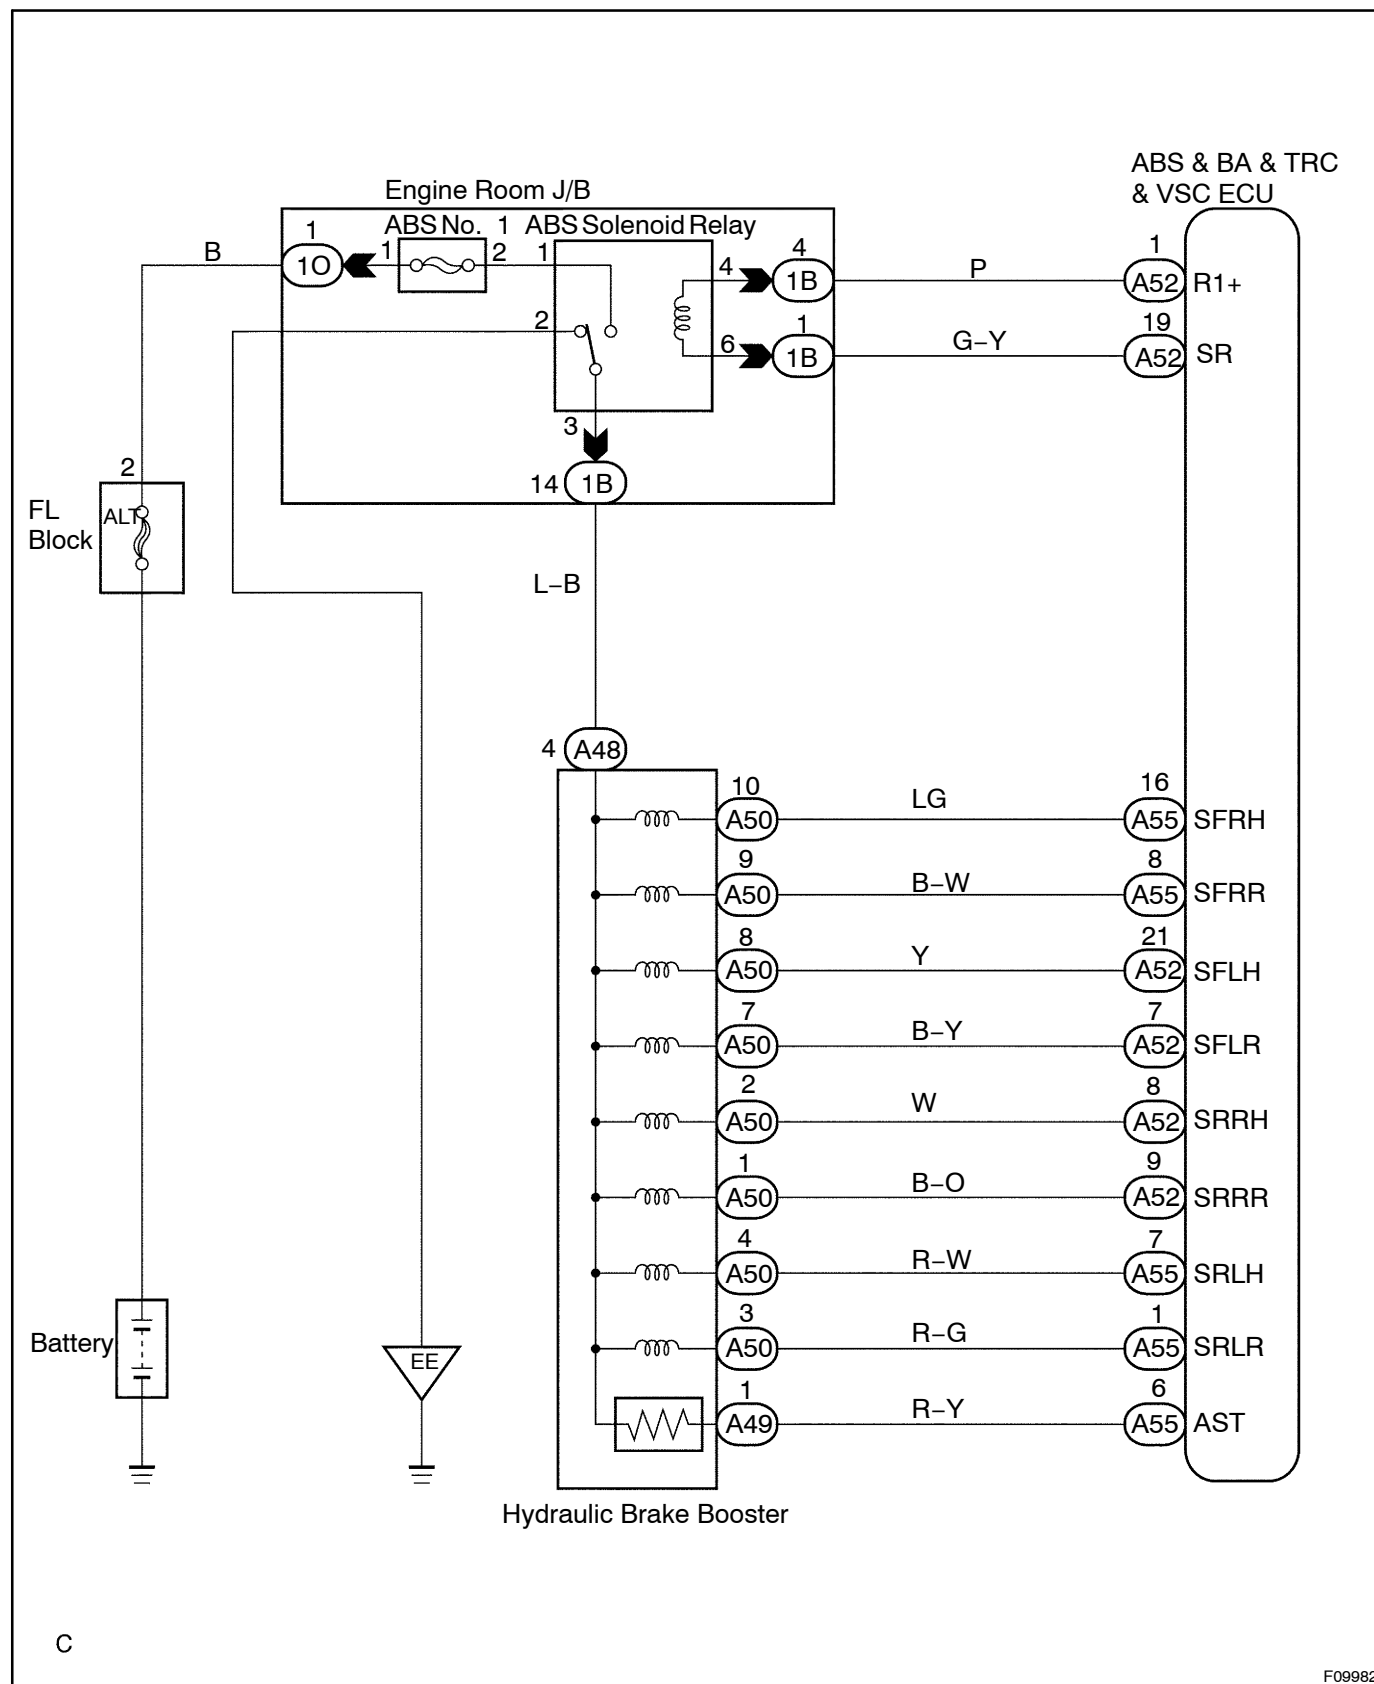 ABS & BA & TRC
& VSC ECU
Engine Room J/B
ABS No. 1
ABS Solenoid Relay
B
1
1O
1
2
1
4
4
1B
P
1
A52
R1+
2
6
1
1B
G–Y
19
A52
SR
3
14
1B
2
FL
Block
ALT
L–B
4
A48
10
A50
LG
16
A55
SFRH
9
A50
B–W
8
A55
SFRR
8
A50
Y
21
A52
SFLH
7
A50
B–Y
7
A52
SFLR
2
A50
W
8
A52
SRRH
1
A50
B–O
9
A52
SRRR
4
A50
R–W
7
A55
SRLH
3
A50
R–G
1
A55
SRLR
Battery
EE
1
A49
R–Y
6
A55
AST
Hydraulic Brake Booster
C
F09982